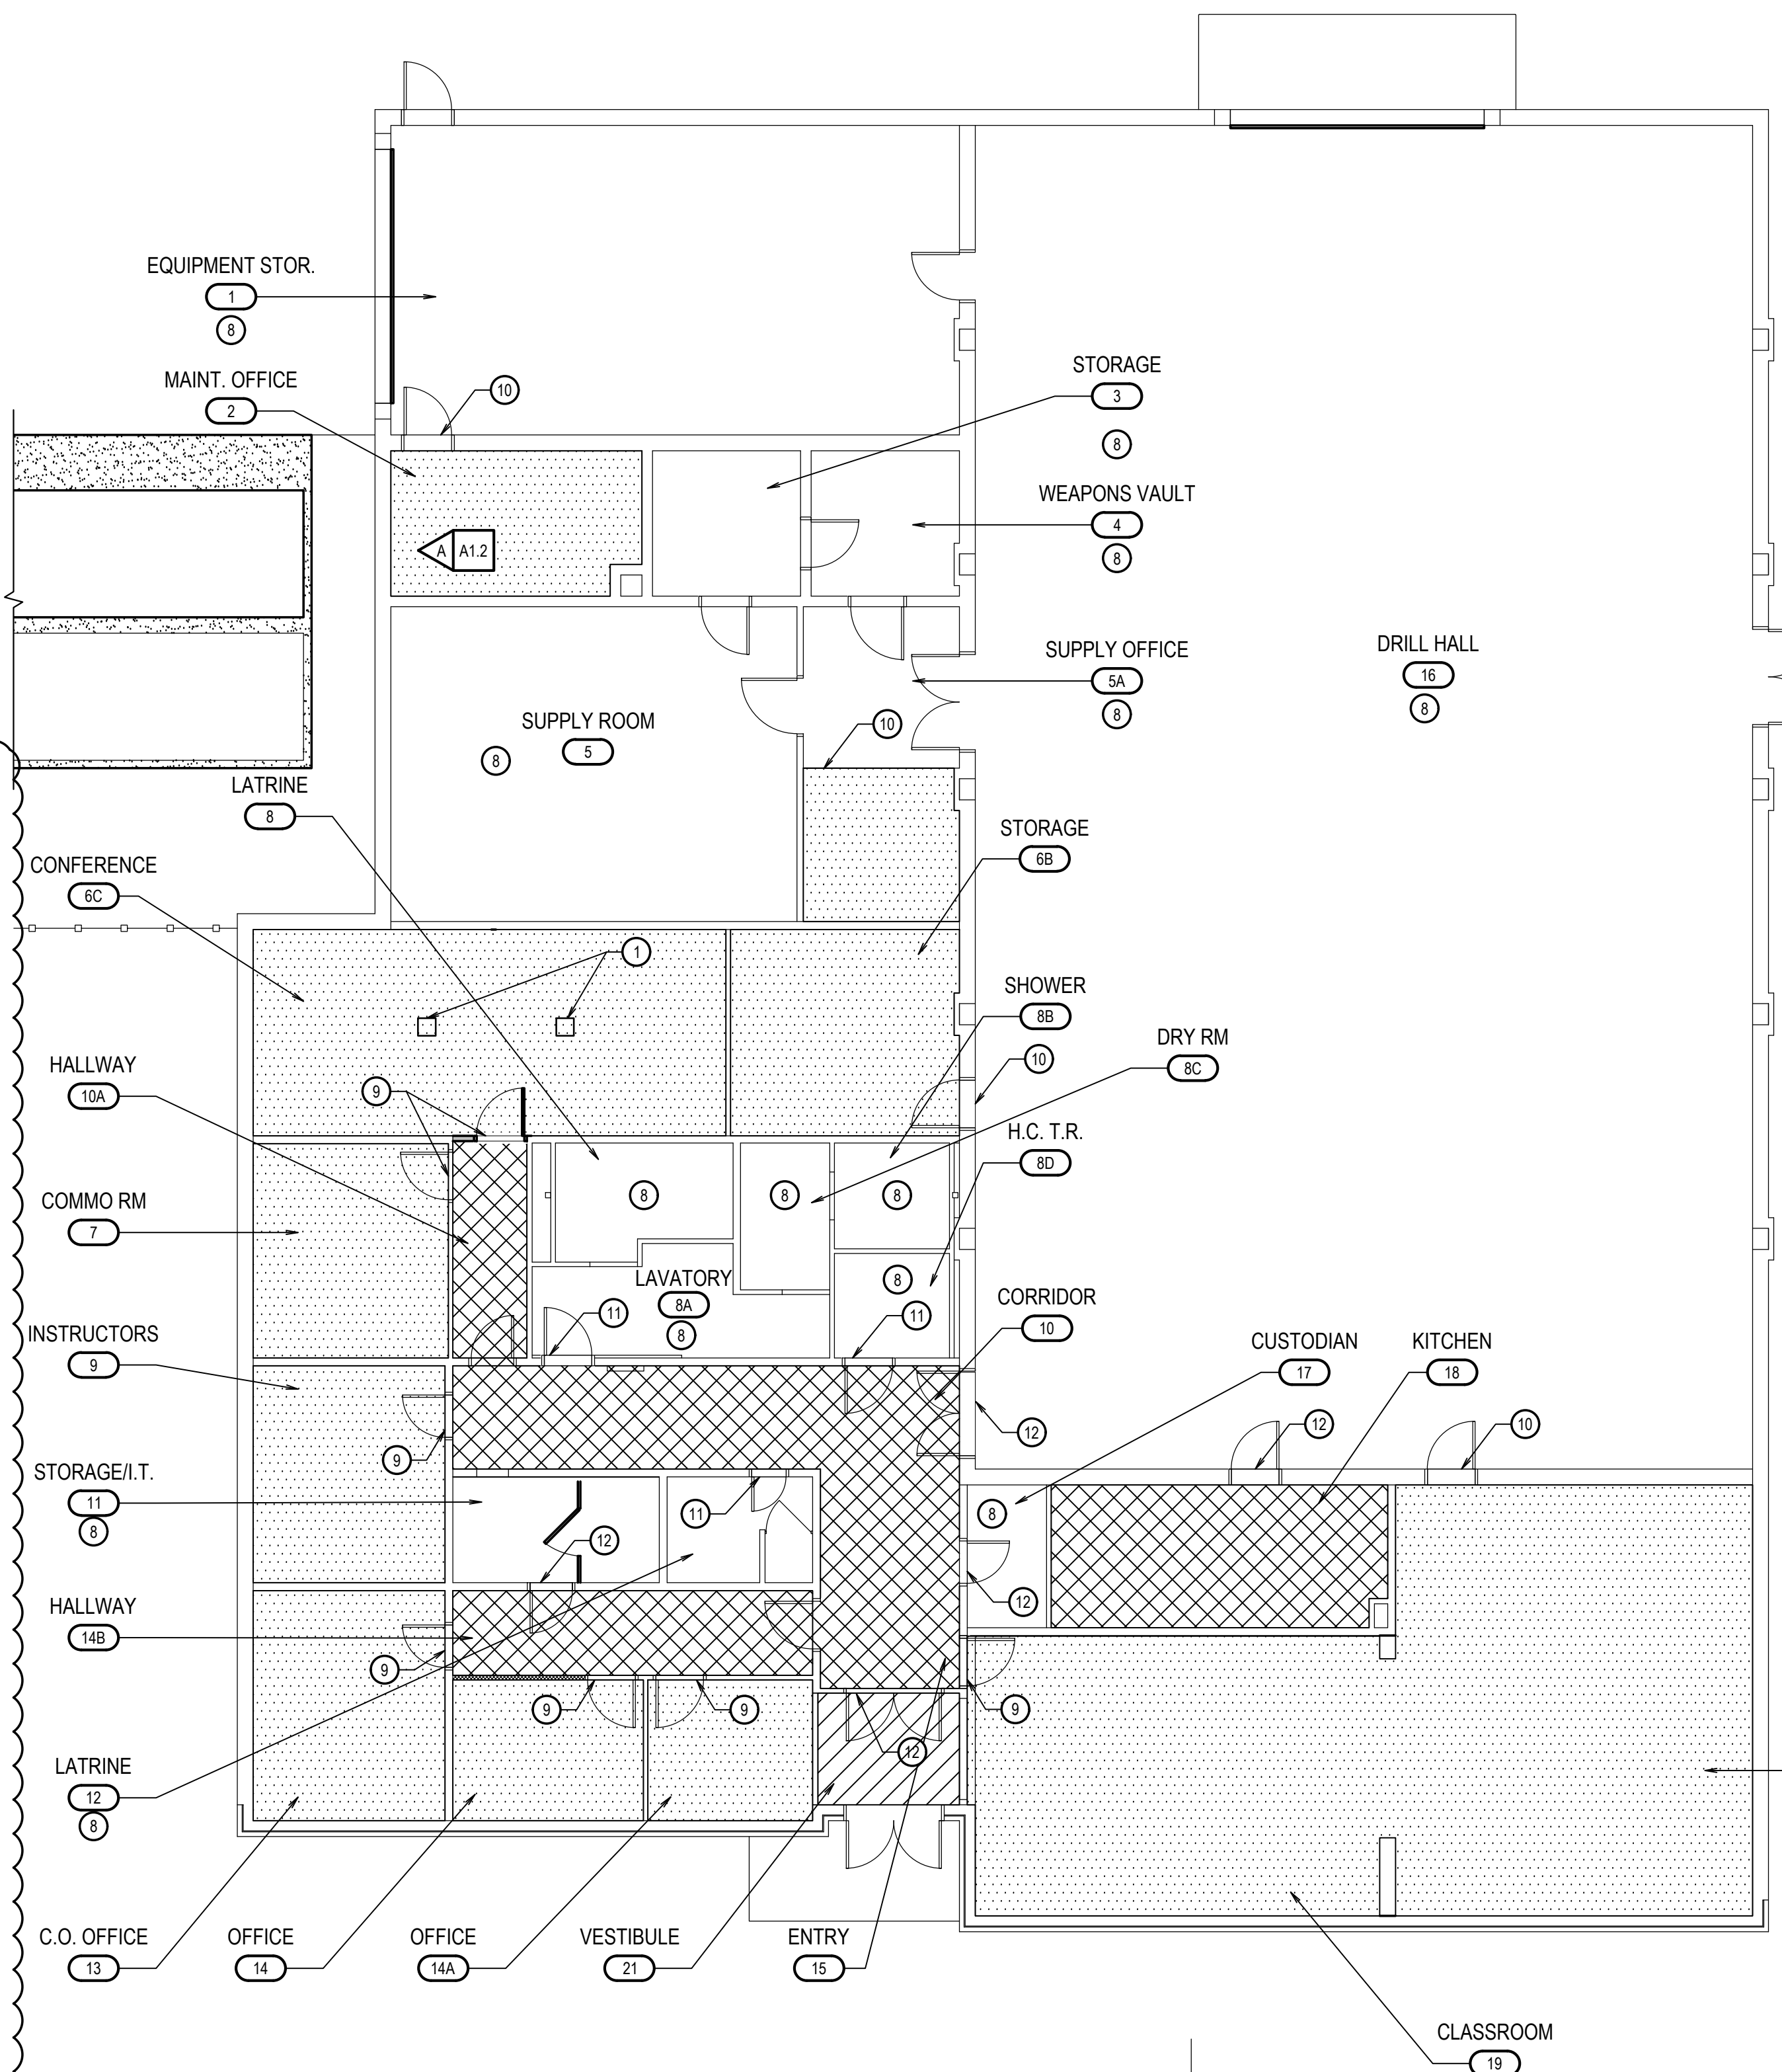 EQUIPMENT STOR.
1
8
MAINT. OFFICE
2
10
STORAGE
3
8
WEAPONS VAULT
4
8
A A1.2
SUPPLY OFFICE
5A
8
DRILL HALL
16
8
SUPPLY ROOM
5
8
10
LATRINE
8
STORAGE
6B
CONFERENCE
6C
1
SHOWER
8B
DRY RM
8C
10
HALLWAY
10A
9
H.C. T.R.
8D
COMMO RM
7
8
8
8
8
LAVATORY
8A
8
11
11
CORRIDOR
10
INSTRUCTORS
9
CUSTODIAN
17
KITCHEN
18
12
12
10
9
STORAGE/I.T.
11
8
11
12
8
12
HALLWAY
14B
9
9
9
9
12
LATRINE
12
8
C.O. OFFICE
13
OFFICE
14
OFFICE
14A
VESTIBULE
21
ENTRY
15
CLASSROOM
19